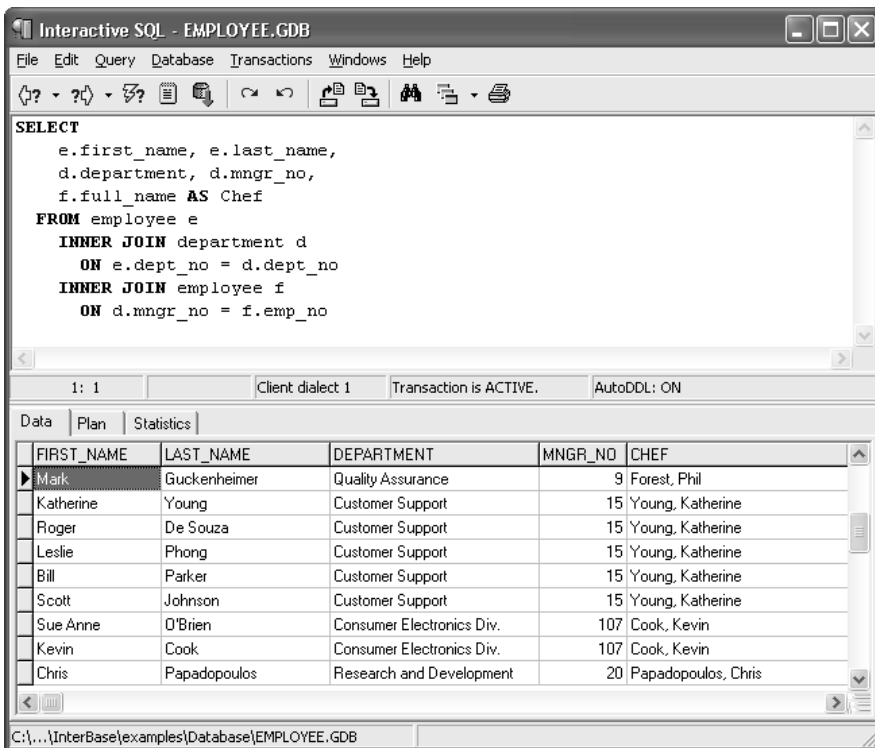 Interactive SQL - EMPLOYEE.GDB
File Edit Query Database Transactions Windows Help
SELECT
e.first_name, e.last_name,
d.department, d.mngr_no,
f.full_name AS Chef
FROM employee e
INNER JOIN department d
ON e.dept_no = d.dept_no
INNER JOIN employee f
ON d.mngr_no = f.emp_no
1: 1 Client dialect 1 Transaction is ACTIVE. AutoDDL: ON
Data Plan Statistics
FIRST_NAME LAST_NAME DEPARTMENT MNGR_NO CHEF
Mark Guckenheimer Quality Assurance 9 Forest, Phil
Katherine Young Customer Support 15 Young, Katherine
Roger De Souza Customer Support 15 Young, Katherine
Leslie Phong Customer Support 15 Young, Katherine
Bill Parker Customer Support 15 Young, Katherine
Scott Johnson Customer Support 15 Young, Katherine
Sue Anne O'Brien Consumer Electronics Div. 107 Cook, Kevin
Kevin Cook Consumer Electronics Div. 107 Cook, Kevin
Chris Papadopoulos Research and Development 20 Papadopoulos, Chris
C:\...\InterBase\examples\Database\EMPLOYEE.GDB